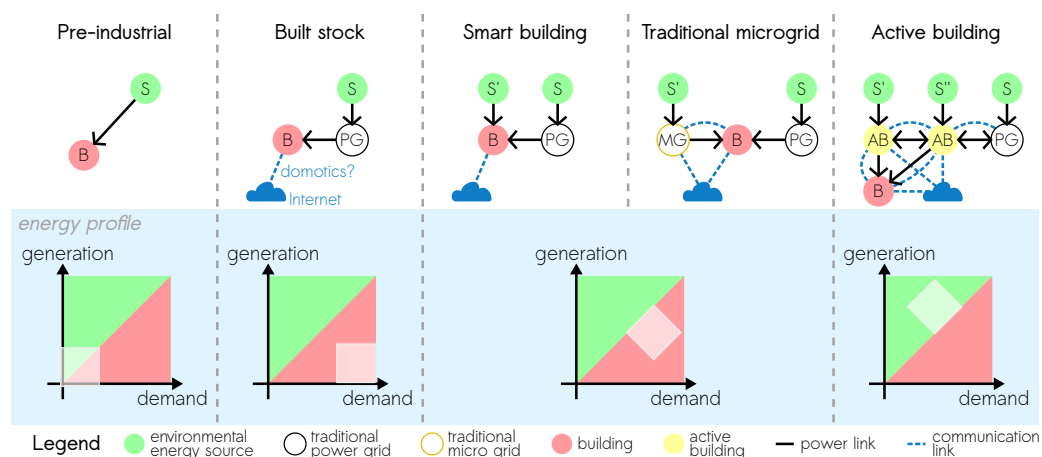 Pre-industrial
Built stock
Smart building
Traditional microgrid
Active building
S
B
S
B
PG
domotics?
Internet
S'
S
B
PG
S'
S
MG
B
PG
S'
S''
S
AB
AB
PG
B
energy profile
generation
demand
generation
demand
generation
demand
generation
demand
Legend
environmental
energy source
traditional
power grid
traditional
micro grid
building
active
building
power link
communication
link